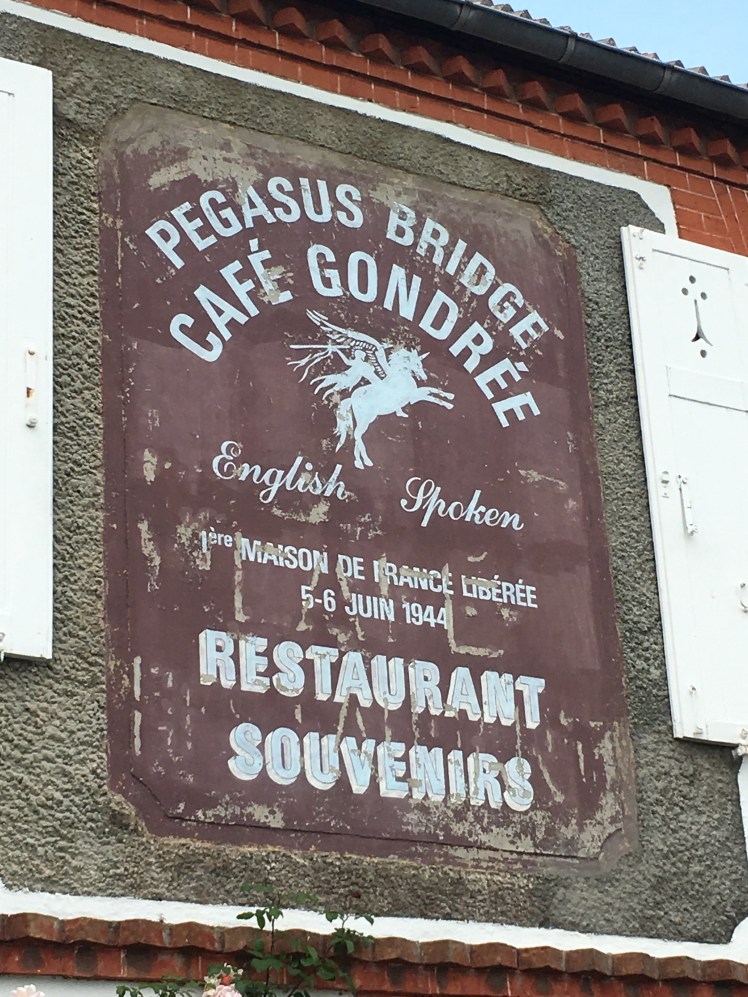 PEGASUS BRIDGE
CAFÉ GONDRÉE
English Spoken
1ère MAISON DE FRANCE LIBÉRÉE
5-6 JUIN 1944
RESTAURANT
SOUVENIRS